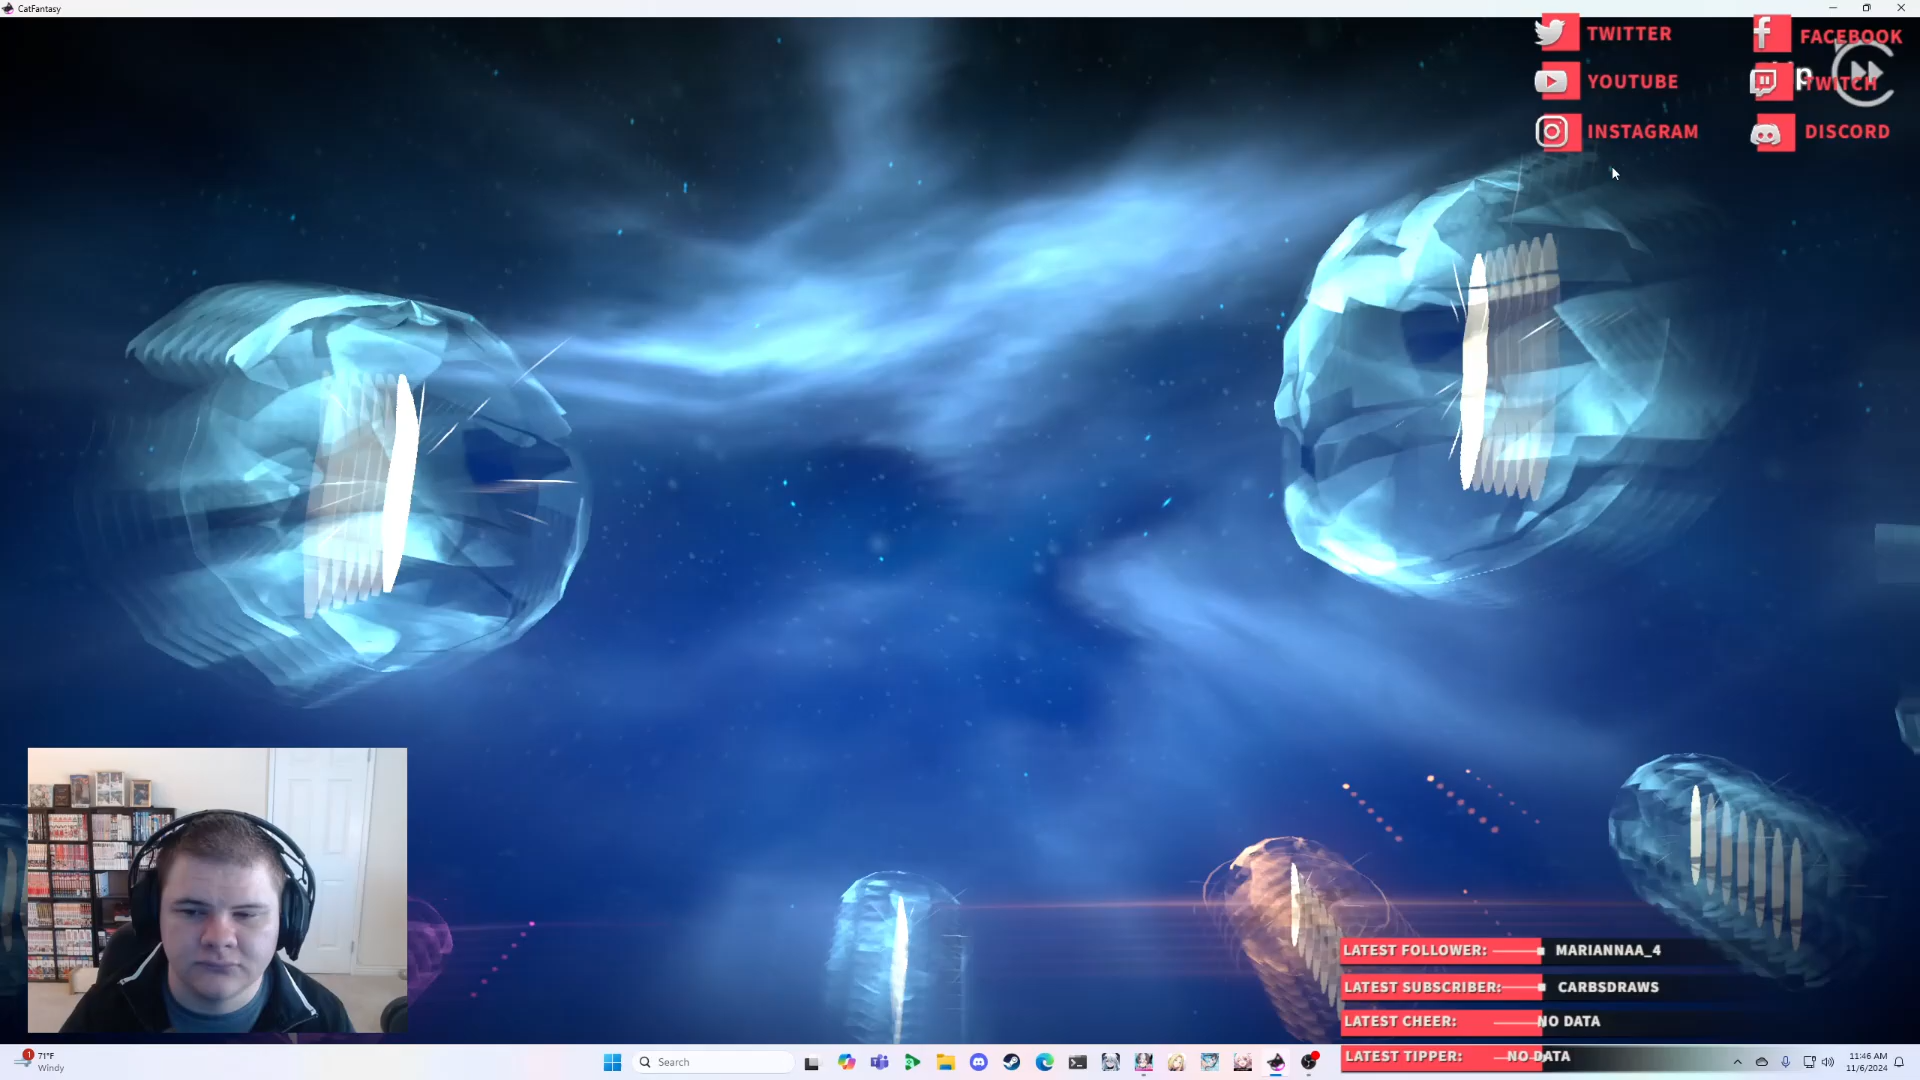 CatFantasy
TWITTER
FACEBOOK
YOUTUBE
TWITCH
INSTAGRAM
DISCORD
LATEST FOLLOWER: MARIANNAA_4
LATEST SUBSCRIBER: CARBSDRAWS
LATEST CHEER: NO DATA
LATEST TIPPER: NO DATA
1
71°F
Windy
Search
11:46 AM
11/6/2024